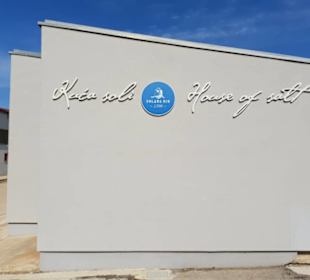 Kuća soli
SOLANA NIN
House of salt